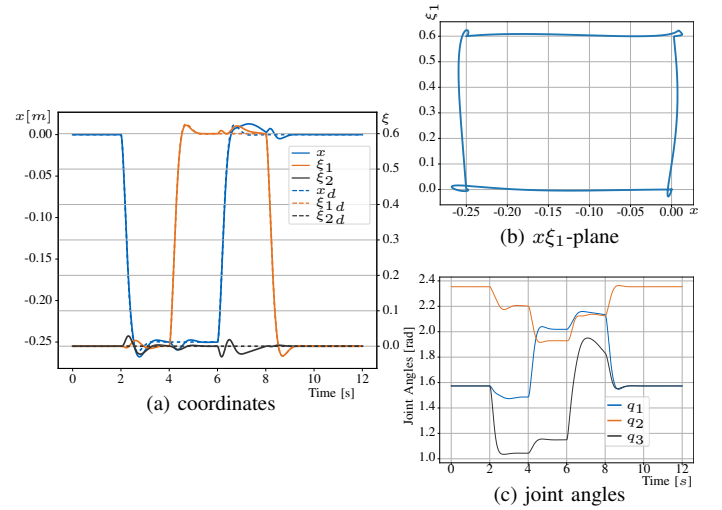 x[m]
ξ
0.00
-0.05
-0.10
-0.15
-0.20
-0.25
0.6
0.5
0.4
0.3
0.2
0.1
0.0
x
ξ1
ξ2
xd
ξ1d
ξ2d
0 2 4 6 8 10 12
Time [s]
(a) coordinates
ξ1
0.6
0.5
0.4
0.3
0.2
0.1
0.0
-0.25 -0.20 -0.15 -0.10 -0.05 0.00 x
(b) xξ1-plane
Joint Angles [rad]
2.4
2.2
2.0
1.8
1.6
1.4
1.2
1.0
q1
q2
q3
0 2 4 6 8 10 12
Time [s]
(c) joint angles